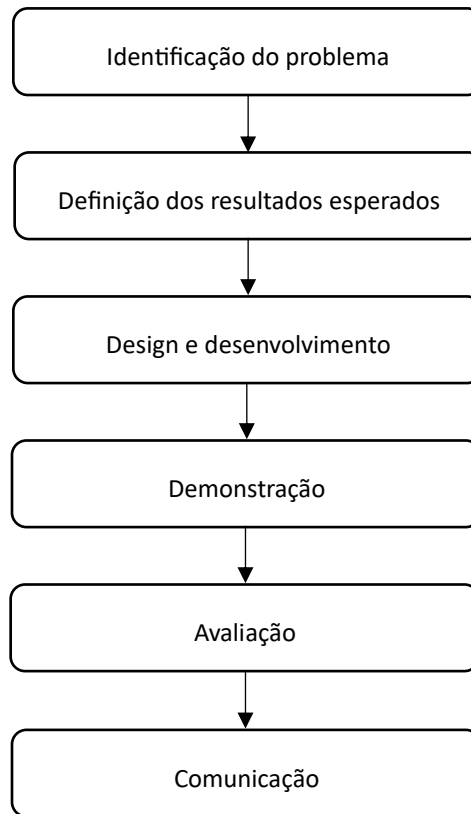 Identificação do problema
Definição dos resultados esperados
Design e desenvolvimento
Demonstração
Avaliação
Comunicação